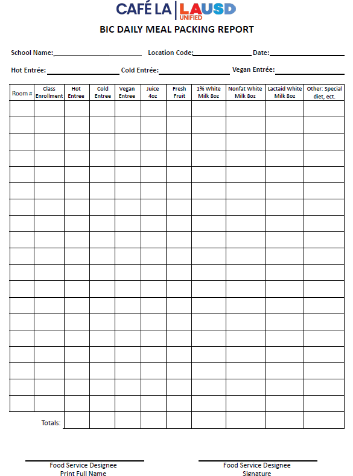 CAFÉ LA LAUSD
UNIFIED
BIC DAILY MEAL PACKING REPORT
School Name: Location Code: Date:
Hot Entrée: Cold Entrée: Vegan Entrée:
Room # Class Enrollment Hot Entree Cold Entree Vegan Entree Juice 4oz Fresh Fruit 1% White Milk 8oz Nonfat White Milk 8oz Lactaid White Milk 8oz Other: Special diet, ect.
Totals
Food Service Designee Food Service Designee
Print Full Name Signature